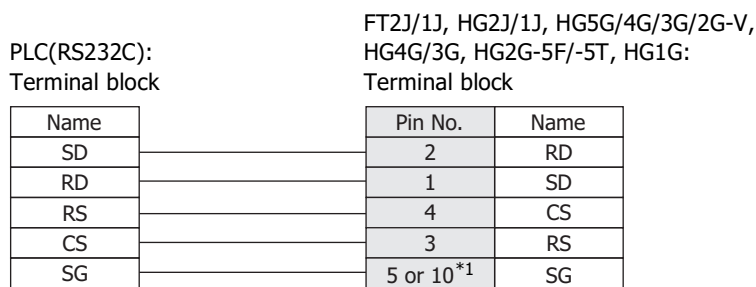 FT2J/1J, HG2J/1J, HG5G/4G/3G/2G-V,
PLC(RS232C): HG4G/3G, HG2G-5F/-5T, HG1G:
Terminal block Terminal block
Name Pin No. Name
SD 2 RD
RD 1 SD
RS 4 CS
CS 3 RS
SG 5 or 10*1 SG